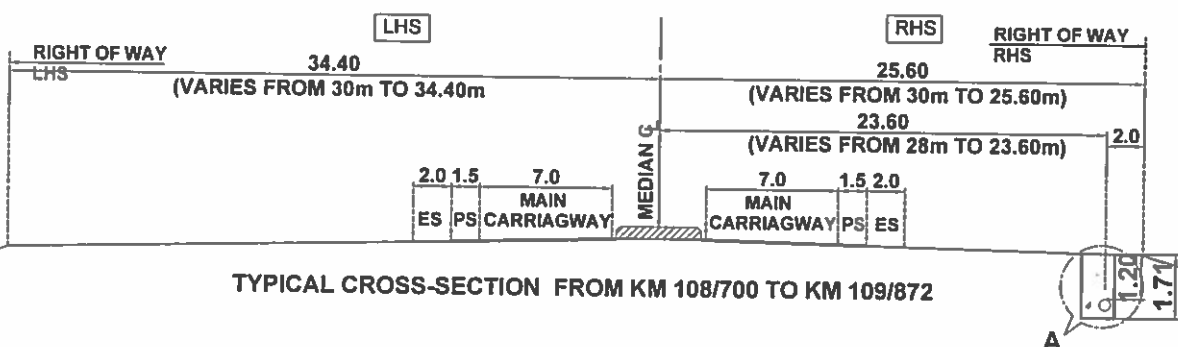 LHS
RHS
RIGHT OF WAY
LHS
34.40
(VARIES FROM 30m TO 34.40m
RIGHT OF WAY
RHS
25.60
(VARIES FROM 30m TO 25.60m)
23.60
(VARIES FROM 28m TO 23.60m)
2.0
MEDIAN
2.0 1.5 7.0
ES PS MAIN
CARRIAGWAY
7.0 1.5 2.0
MAIN
CARRIAGWAY PS ES
TYPICAL CROSS-SECTION FROM KM 108/700 TO KM 109/872
1.20
1.71
A